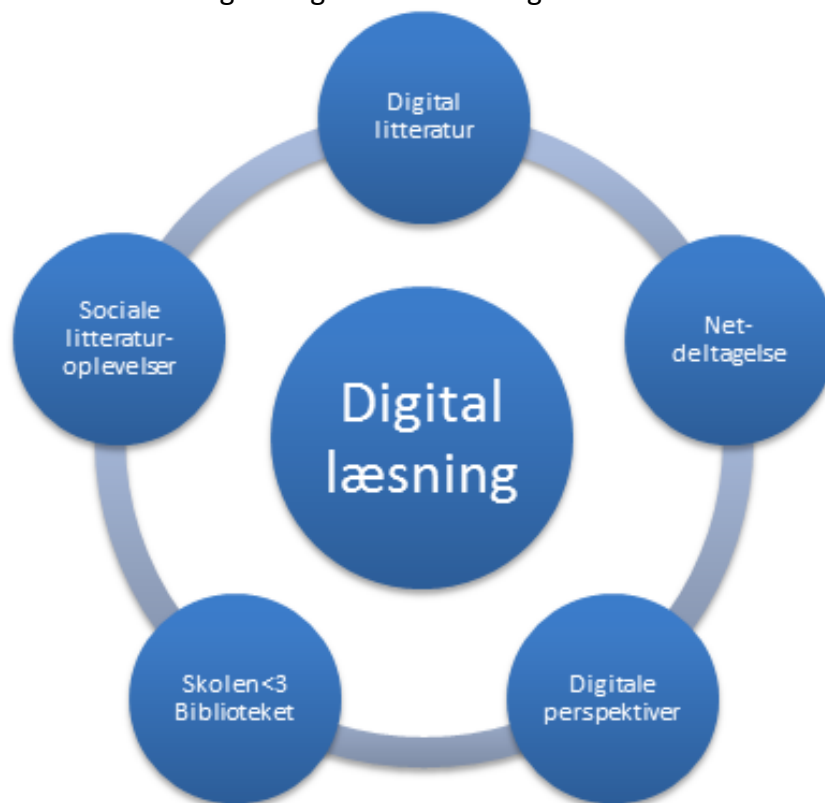 Digital
litteratur
Net-
deltagelse
Digitale
perspektiver
Skolen<3
Biblioteket
Sociale
litteratur-
oplevelser
Digital
læsning